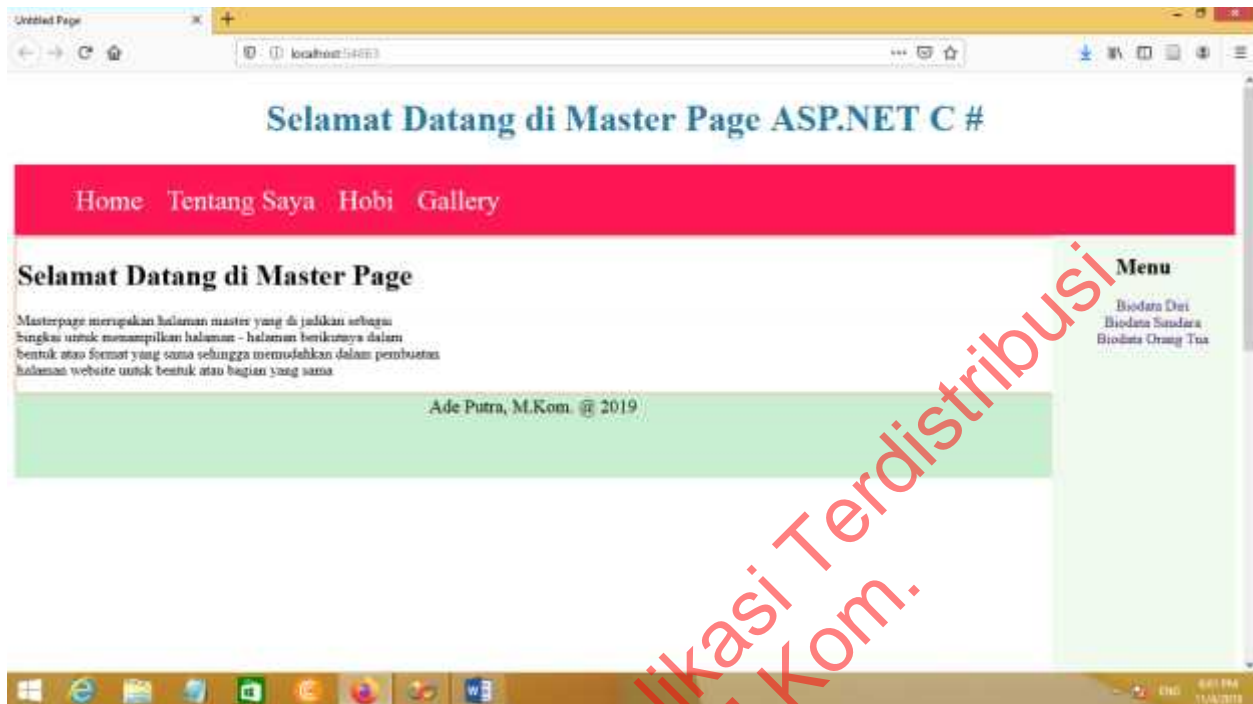 Untitled Page
localhost:54663
Selamat Datang di Master Page ASP.NET C #
Home Tentang Saya Hobi Gallery
Selamat Datang di Master Page
Masterpage merupakan halaman master yang di jadikan sebagai
bingkai untuk menampilkan halaman - halaman berikutnya dalam
bentuk atau format yang sama sehingga memudahkan dalam pembuatan
halaman website untuk bentuk atau bagian yang sama
Menu
Biodata Diri
Biodata Saudara
Biodata Orang Tua
Ade Putra, M.Kom. @ 2019
likasi Terdistribusi
Kom.
ENG